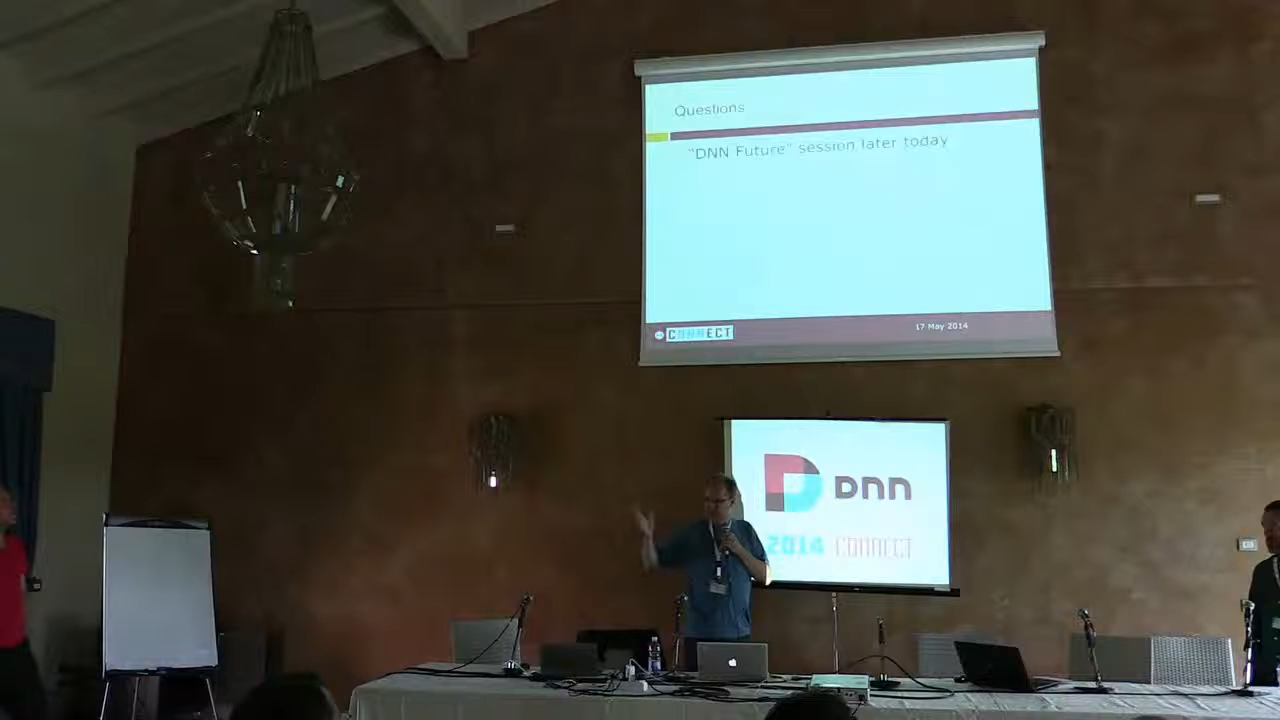 Questions
"DNN Future" session later today
CONNECT
17 May 2014
DNN
2014 CONNECT